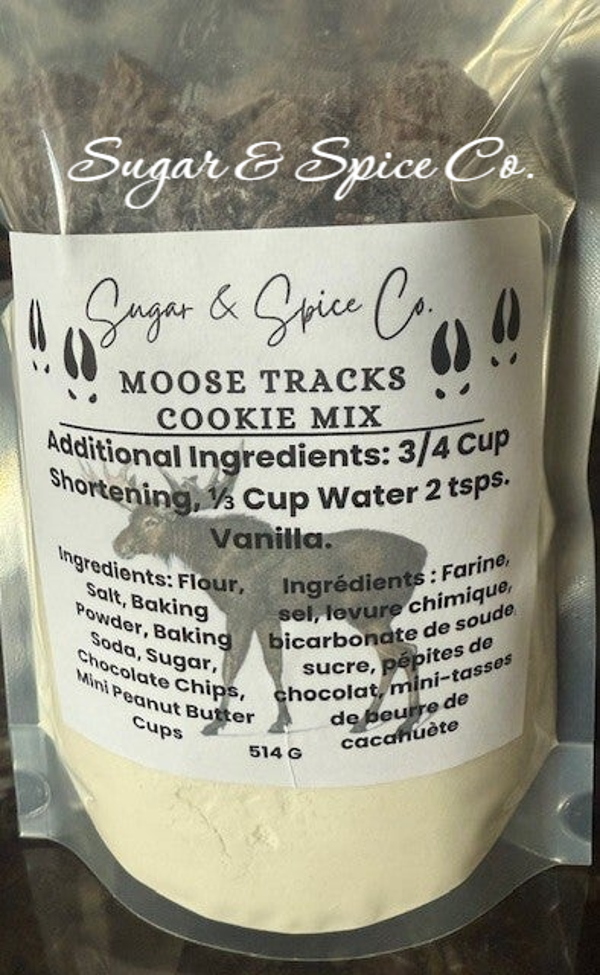 Sugar & Spice Co.
Sugar & Spice Co.
MOOSE TRACKS
COOKIE MIX
Additional Ingredients: 3/4 Cup
Shortening, ⅓ Cup Water 2 tsps.
Vanilla.
Ingredients: Flour,
Salt, Baking
Powder, Baking
Soda, Sugar,
Chocolate Chips,
Mini Peanut Butter
Cups
Ingrédients : Farine,
sel, levure chimique,
bicarbonate de soude,
sucre, pépites de
chocolat, mini-tasses
de beurre de
cacahuète
514 G